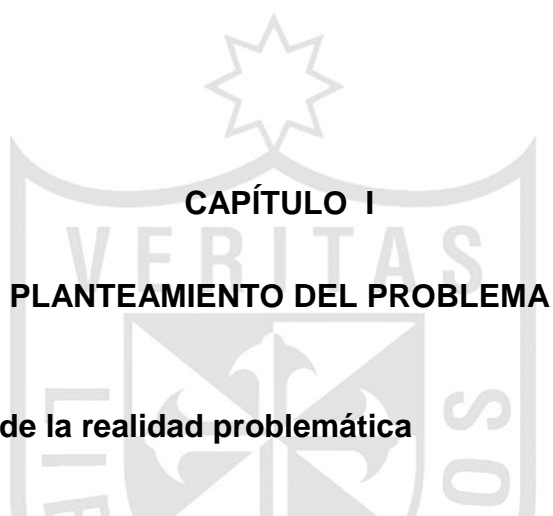 CAPÍTULO I
VERITAS
PLANTEAMIENTO DEL PROBLEMA
de la realidad problemática